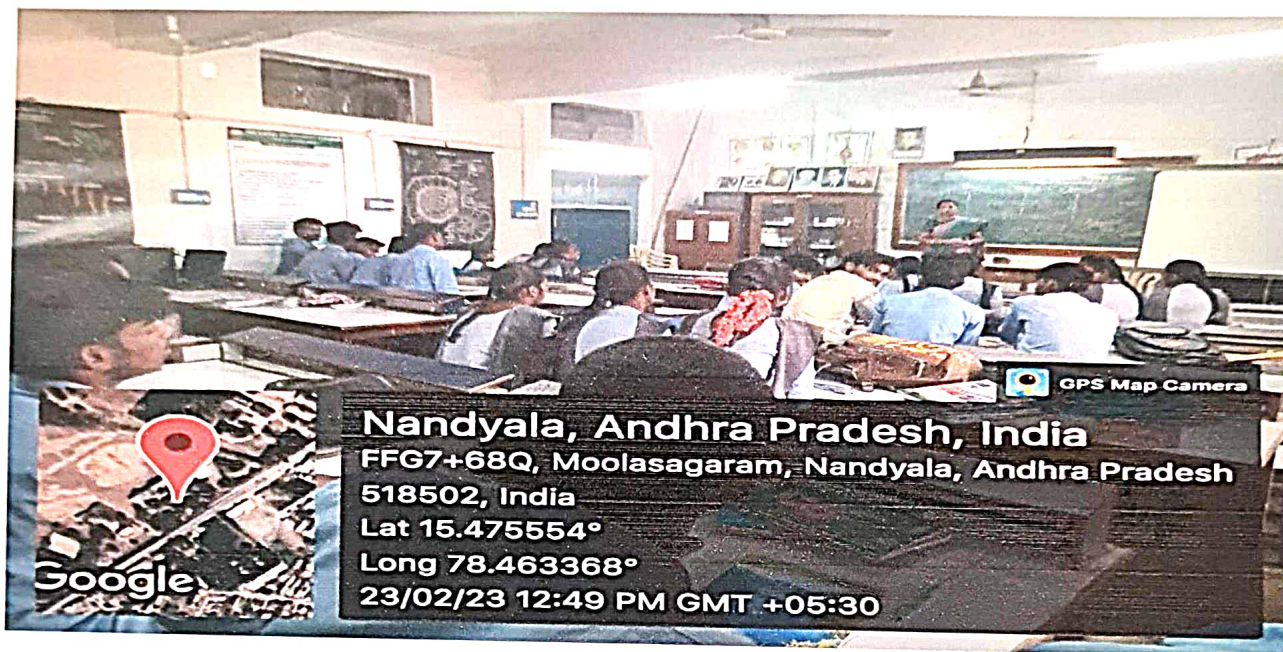 GPS Map Camera
Nandyala, Andhra Pradesh, India
FFG7+68Q, Moolasagaram, Nandyala, Andhra Pradesh
518502, India
Lat 15.475554°
Long 78.463368°
23/02/23 12:49 PM GMT +05:30
Google